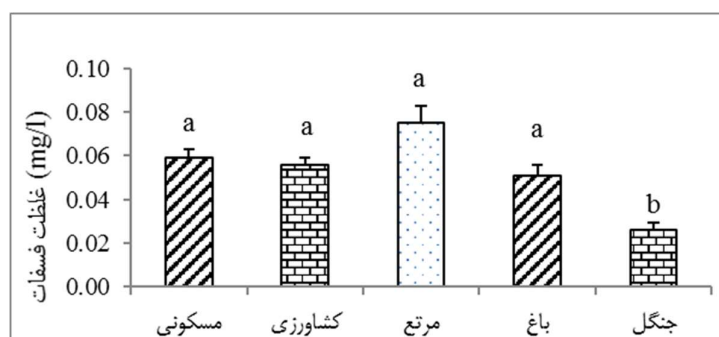 غلظت فسفات (mg/l)
0.10
0.08
0.06
0.04
0.02
0.00
a
a
a
a
b
مسکونی
کشاورزی
مرتع
باغ
جنگل